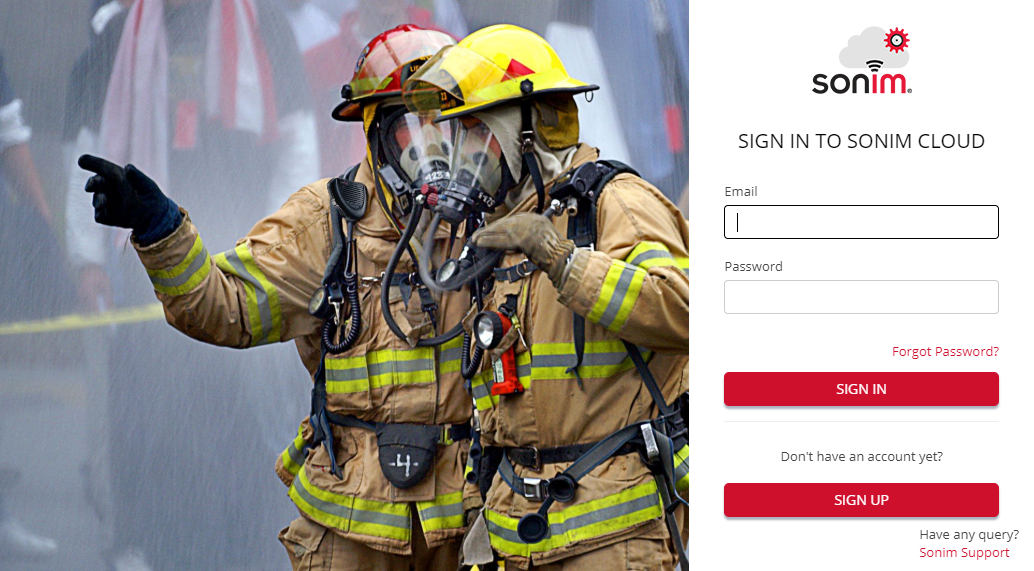 sonim
SIGN IN TO SONIM CLOUD
Email
Password
Forgot Password?
SIGN IN
Don't have an account yet?
SIGN UP
Have any query?
Sonim Support
4